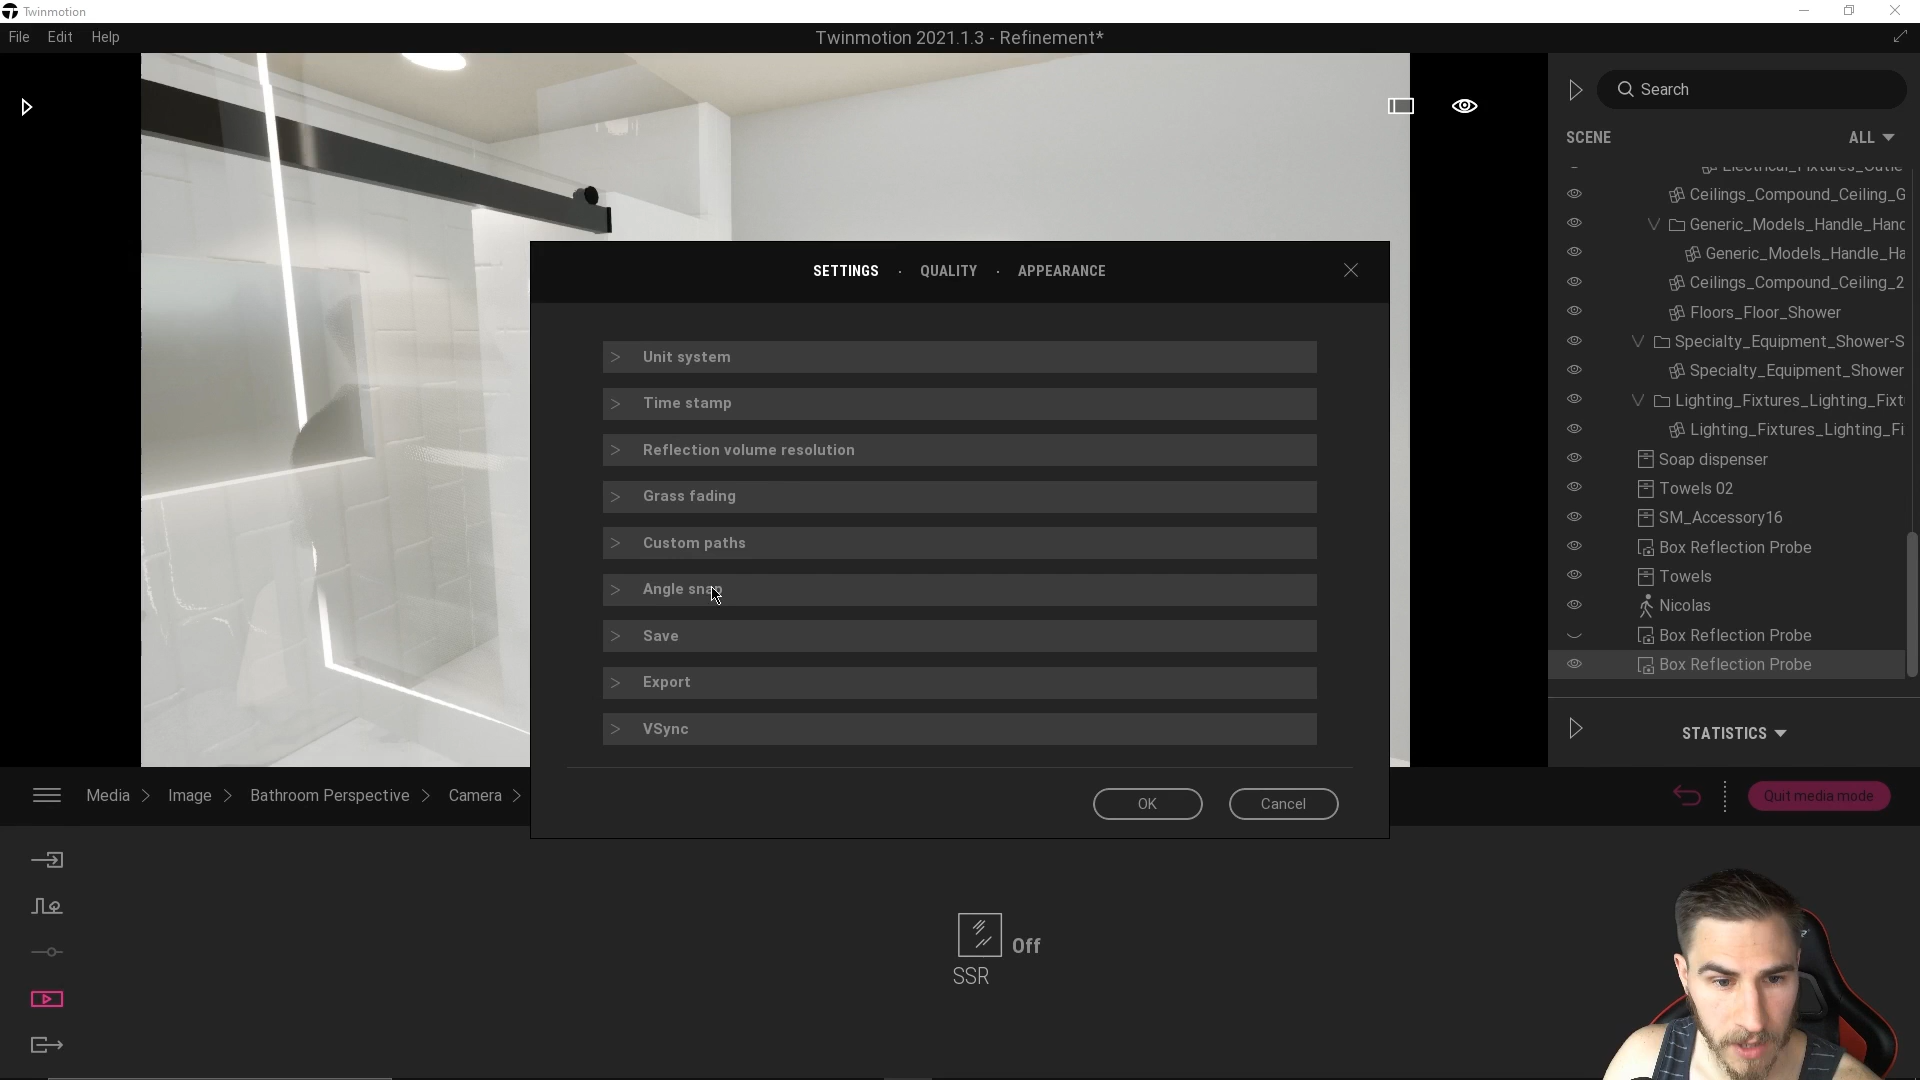 Twinmotion
File Edit Help
Twinmotion 2021.1.3 - Refinement*
Search
SCENE
ALL
Electrical_Fixtures_Outle
Ceilings_Compound_Ceiling_G
Generic_Models_Handle_Hand
Generic_Models_Handle_Ha
Ceilings_Compound_Ceiling_2
Floors_Floor_Shower
Specialty_Equipment_Shower-S
Specialty_Equipment_Shower
Lighting_Fixtures_Lighting_Fixt
Lighting_Fixtures_Lighting_Fi
Soap dispenser
Towels 02
SM_Accessory16
Box Reflection Probe
Towels
Nicolas
Box Reflection Probe
Box Reflection Probe
STATISTICS
SETTINGS · QUALITY · APPEARANCE
> Unit system
> Time stamp
> Reflection volume resolution
> Grass fading
> Custom paths
> Angle snap
> Save
> Export
> VSync
OK
Cancel
Media > Image > Bathroom Perspective > Camera >
Quit media mode
Off
SSR